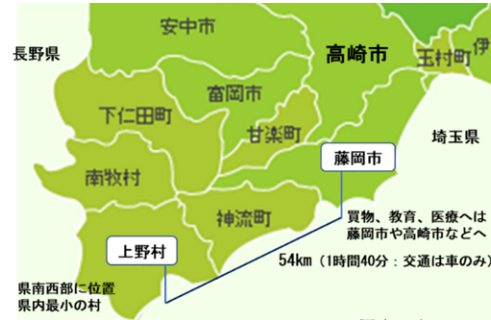 安中市
長野県
高崎市
玉村町
伊
富岡市
下仁田町
甘楽町
埼玉県
藤岡市
南牧村
神流町
買物、教育、医療へは
藤岡市や高崎市などへ
上野村
54km（1時間40分：交通は車のみ）
県南西部に位置
県内最小の村